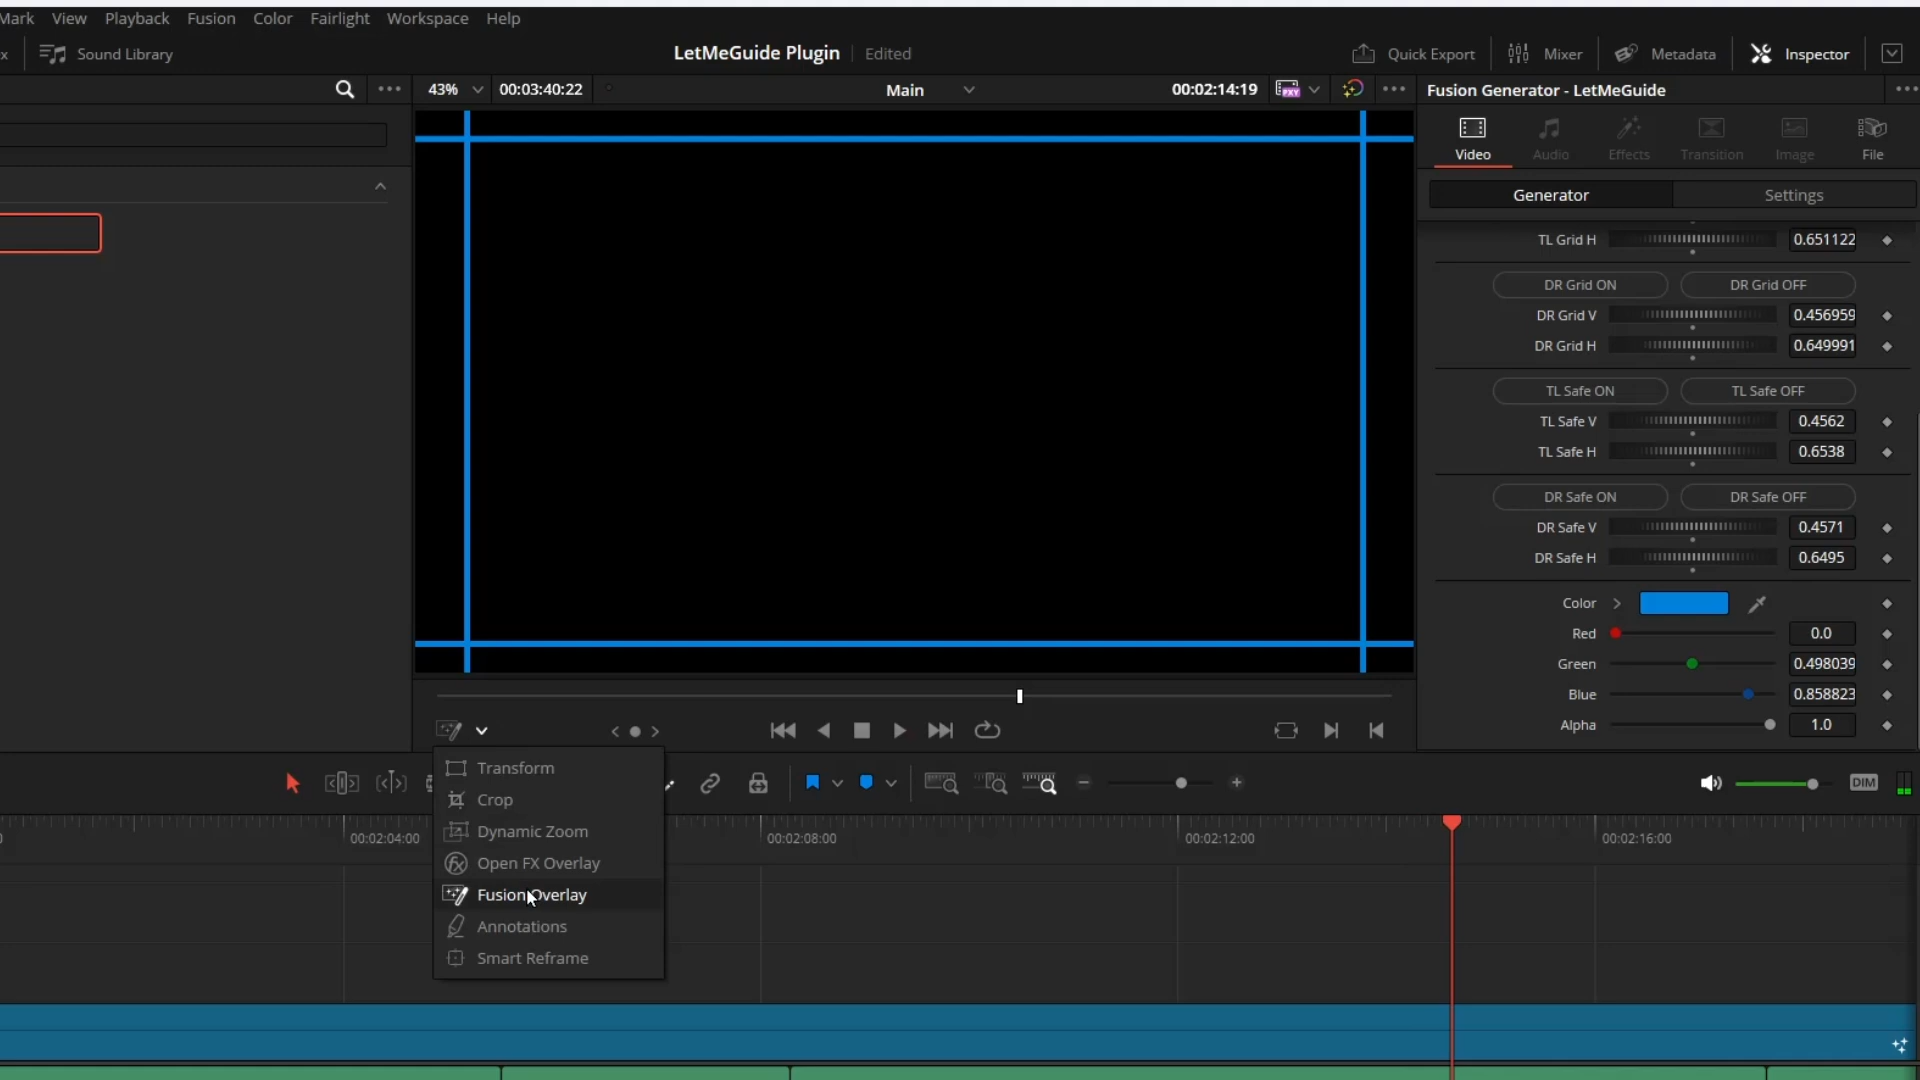 Mark View Playback Fusion Color Fairlight Workspace Help
x Sound Library LetMeGuide Plugin Edited Quick Export Mixer Metadata Inspector
43% 00:03:40:22 Main 00:02:14:19 Fusion Generator - LetMeGuide
Video Audio Effects Transition Image File
Generator Settings
TL Grid H 0.651122
DR Grid ON DR Grid OFF
DR Grid V 0.456959
DR Grid H 0.649991
TL Safe ON TL Safe OFF
TL Safe V 0.4562
TL Safe H 0.6538
DR Safe ON DR Safe OFF
DR Safe V 0.4571
DR Safe H 0.6495
Color
Red 0.0
Green 0.498039
Blue 0.858823
Alpha 1.0
Transform
Crop
Dynamic Zoom
Open FX Overlay
Fusion Overlay
Annotations
Smart Reframe
DIM
00:02:04:00 00:02:08:00 00:02:12:00 00:02:16:00